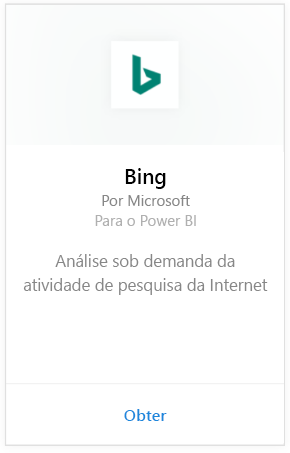 Bing
Por Microsoft
Para o Power BI
Análise sob demanda da
atividade de pesquisa da Internet
Obter